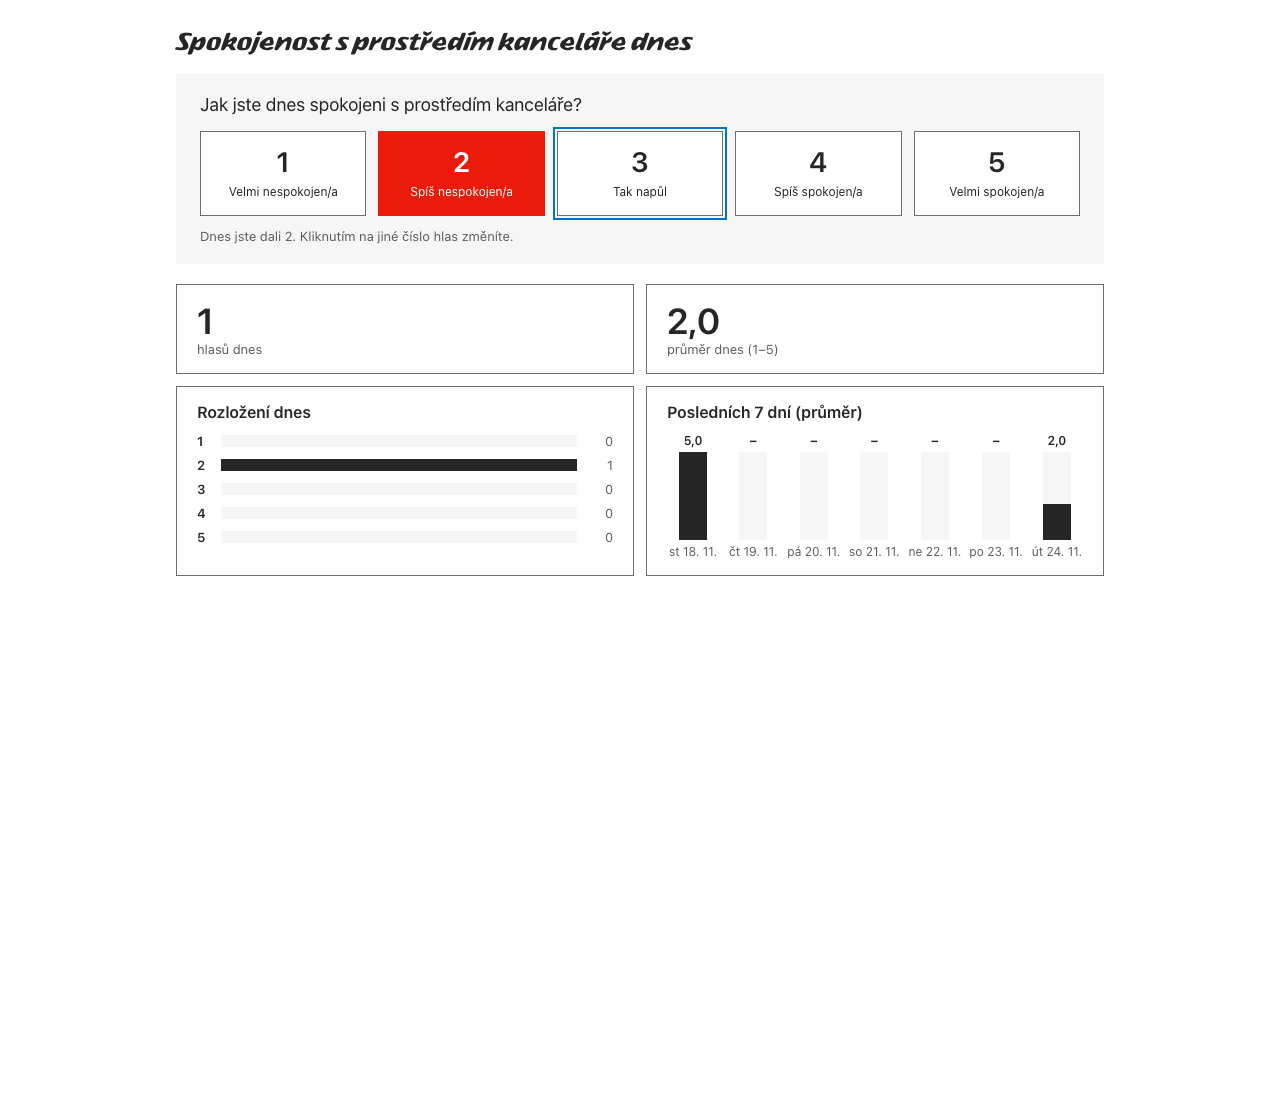 Spokojenost s prostředím kanceláře dnes
Jak jste dnes spokojeni s prostředím kanceláře?
1
Velmi nespokojen/a
2
Spíš nespokojen/a
3
Tak napůl
4
Spíš spokojen/a
5
Velmi spokojen/a
Dnes jste dali 2. Kliknutím na jiné číslo hlas změníte.
1
hlasů dnes
2,0
průměr dnes (1–5)
Rozložení dnes
1 0
2 1
3 0
4 0
5 0
Posledních 7 dní (průměr)
5,0 – – – – – 2,0
st 18. 11. čt 19. 11. pá 20. 11. so 21. 11. ne 22. 11. po 23. 11. út 24. 11.